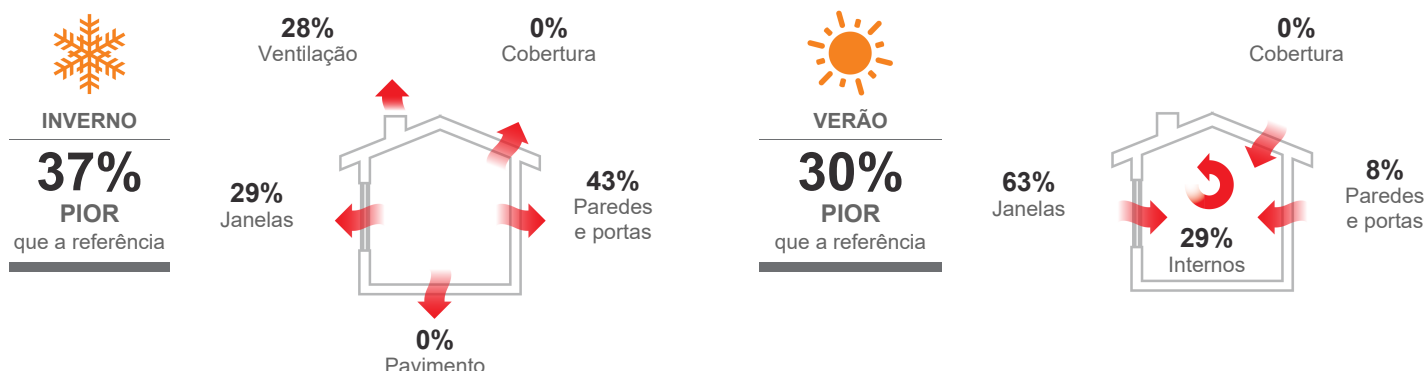 INVERNO
37%
PIOR
que a referência
28%
Ventilação
0%
Cobertura
29%
Janelas
43%
Paredes
e portas
0%
Pavimento
VERÃO
30%
PIOR
que a referência
0%
Cobertura
63%
Janelas
8%
Paredes
e portas
29%
Internos